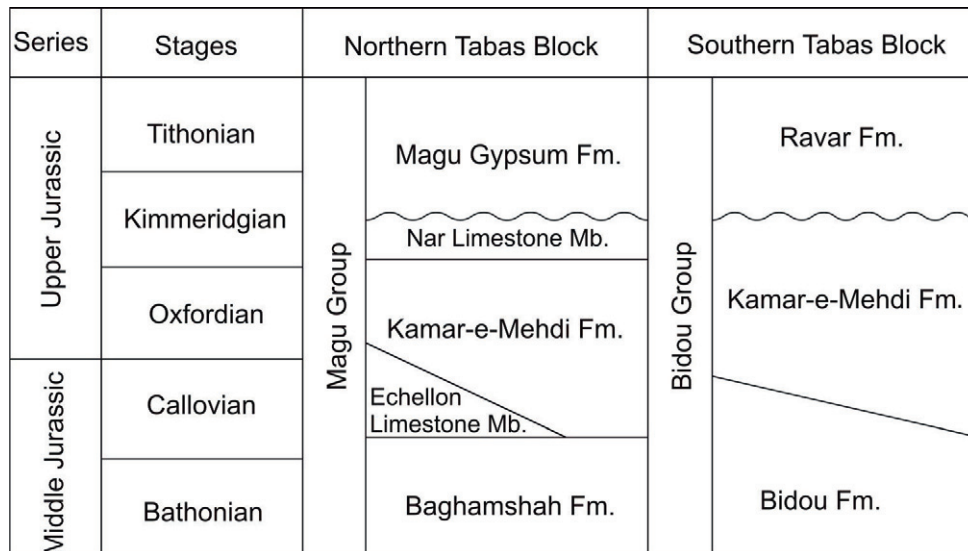 Series Stages Northern Tabas Block Southern Tabas Block
Upper Jurassic
Middle Jurassic
Tithonian
Kimmeridgian
Oxfordian
Callovian
Bathonian
Magu Group
Magu Gypsum Fm.
Nar Limestone Mb.
Kamar-e-Mehdi Fm.
Echellon
Limestone Mb.
Baghamshah Fm.
Bidou Group
Ravar Fm.
Kamar-e-Mehdi Fm.
Bidou Fm.